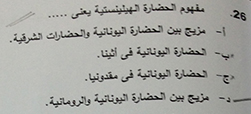 26. مفهوم الحضارة الهيلينستية يعنى .....
أ- مزيج بين الحضارة اليونانية والحضارات الشرقية.
ب- الحضارة اليونانية فى أثينا.
ج- الحضارة اليونانية فى مقدونيا.
د- مزيج بين الحضارة اليونانية والرومانية.